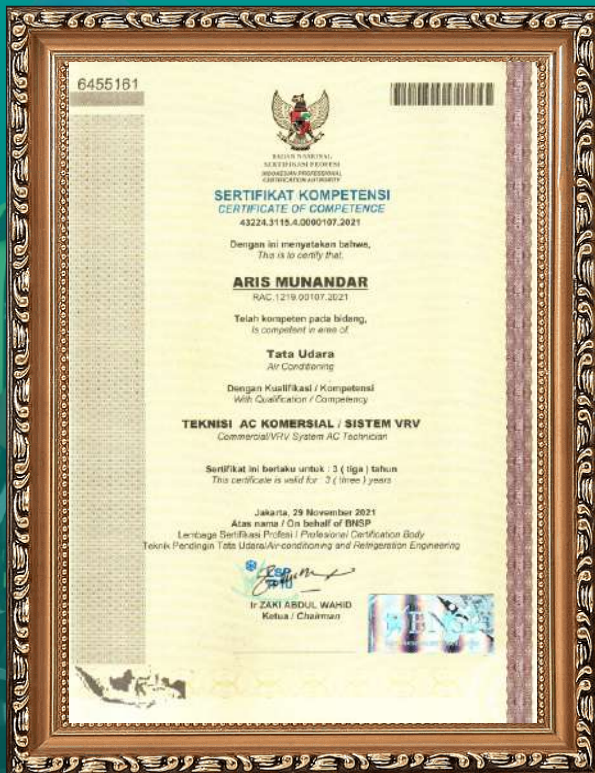 6455161
BADAN NASIONAL
SERTIFIKASI PROFESI
INDONESIAN PROFESSIONAL
CERTIFICATION AUTHORITY
SERTIFIKAT KOMPETENSI
CERTIFICATE OF COMPETENCE
43224.3115.4.0000107.2021
Dengan ini menyatakan bahwa,
This is to certify that,
ARIS MUNANDAR
RAC.1219.00107.2021
Telah kompeten pada bidang,
Is competent in area of
Tata Udara
Air Conditioning
Dengan Kualifikasi / Kompetensi
With Qualification / Competency
TEKNISI AC KOMERSIAL / SISTEM VRV
Commercial/VRV System AC Technician
Sertifikat ini berlaku untuk : 3 ( tiga ) tahun
This certificate is valid for : 3 ( three ) years
Jakarta, 29 November 2021
Atas nama / On behalf of BNSP
Lembaga Sertifikasi Profesi / Profesional Certification Body
Teknik Pendingin Tata Udara/Air-conditioning and Refrigeration Engineering
Ir ZAKI ABDUL WAHID
Ketua / Chairman
BNSP